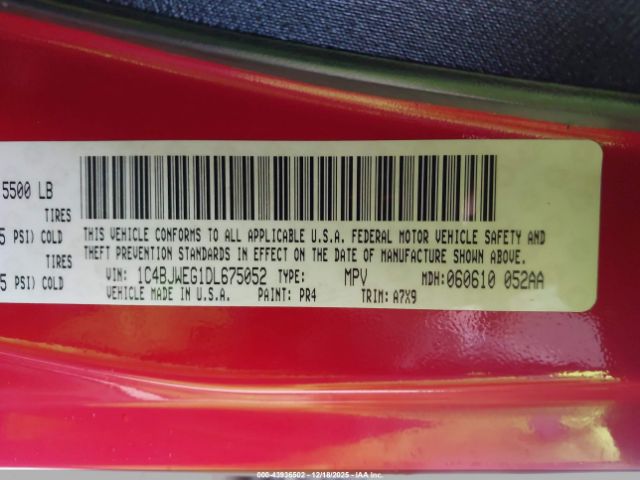 5500 LB
TIRES
5 PSI) COLD
TIRES
5 PSI) COLD
THIS VEHICLE CONFORMS TO ALL APPLICABLE U.S.A. FEDERAL MOTOR VEHICLE SAFETY AND
THEFT PREVENTION STANDARDS IN EFFECT ON THE DATE OF MANUFACTURE SHOWN ABOVE.
VIN: 1C4BJWEG1DL675052 TYPE: MPV MDH: 060610 052AA
VEHICLE MADE IN U.S.A. PAINT: PR4 TRIM: A7X9
000-43936502 - 12/18/2025 - IAA Inc.